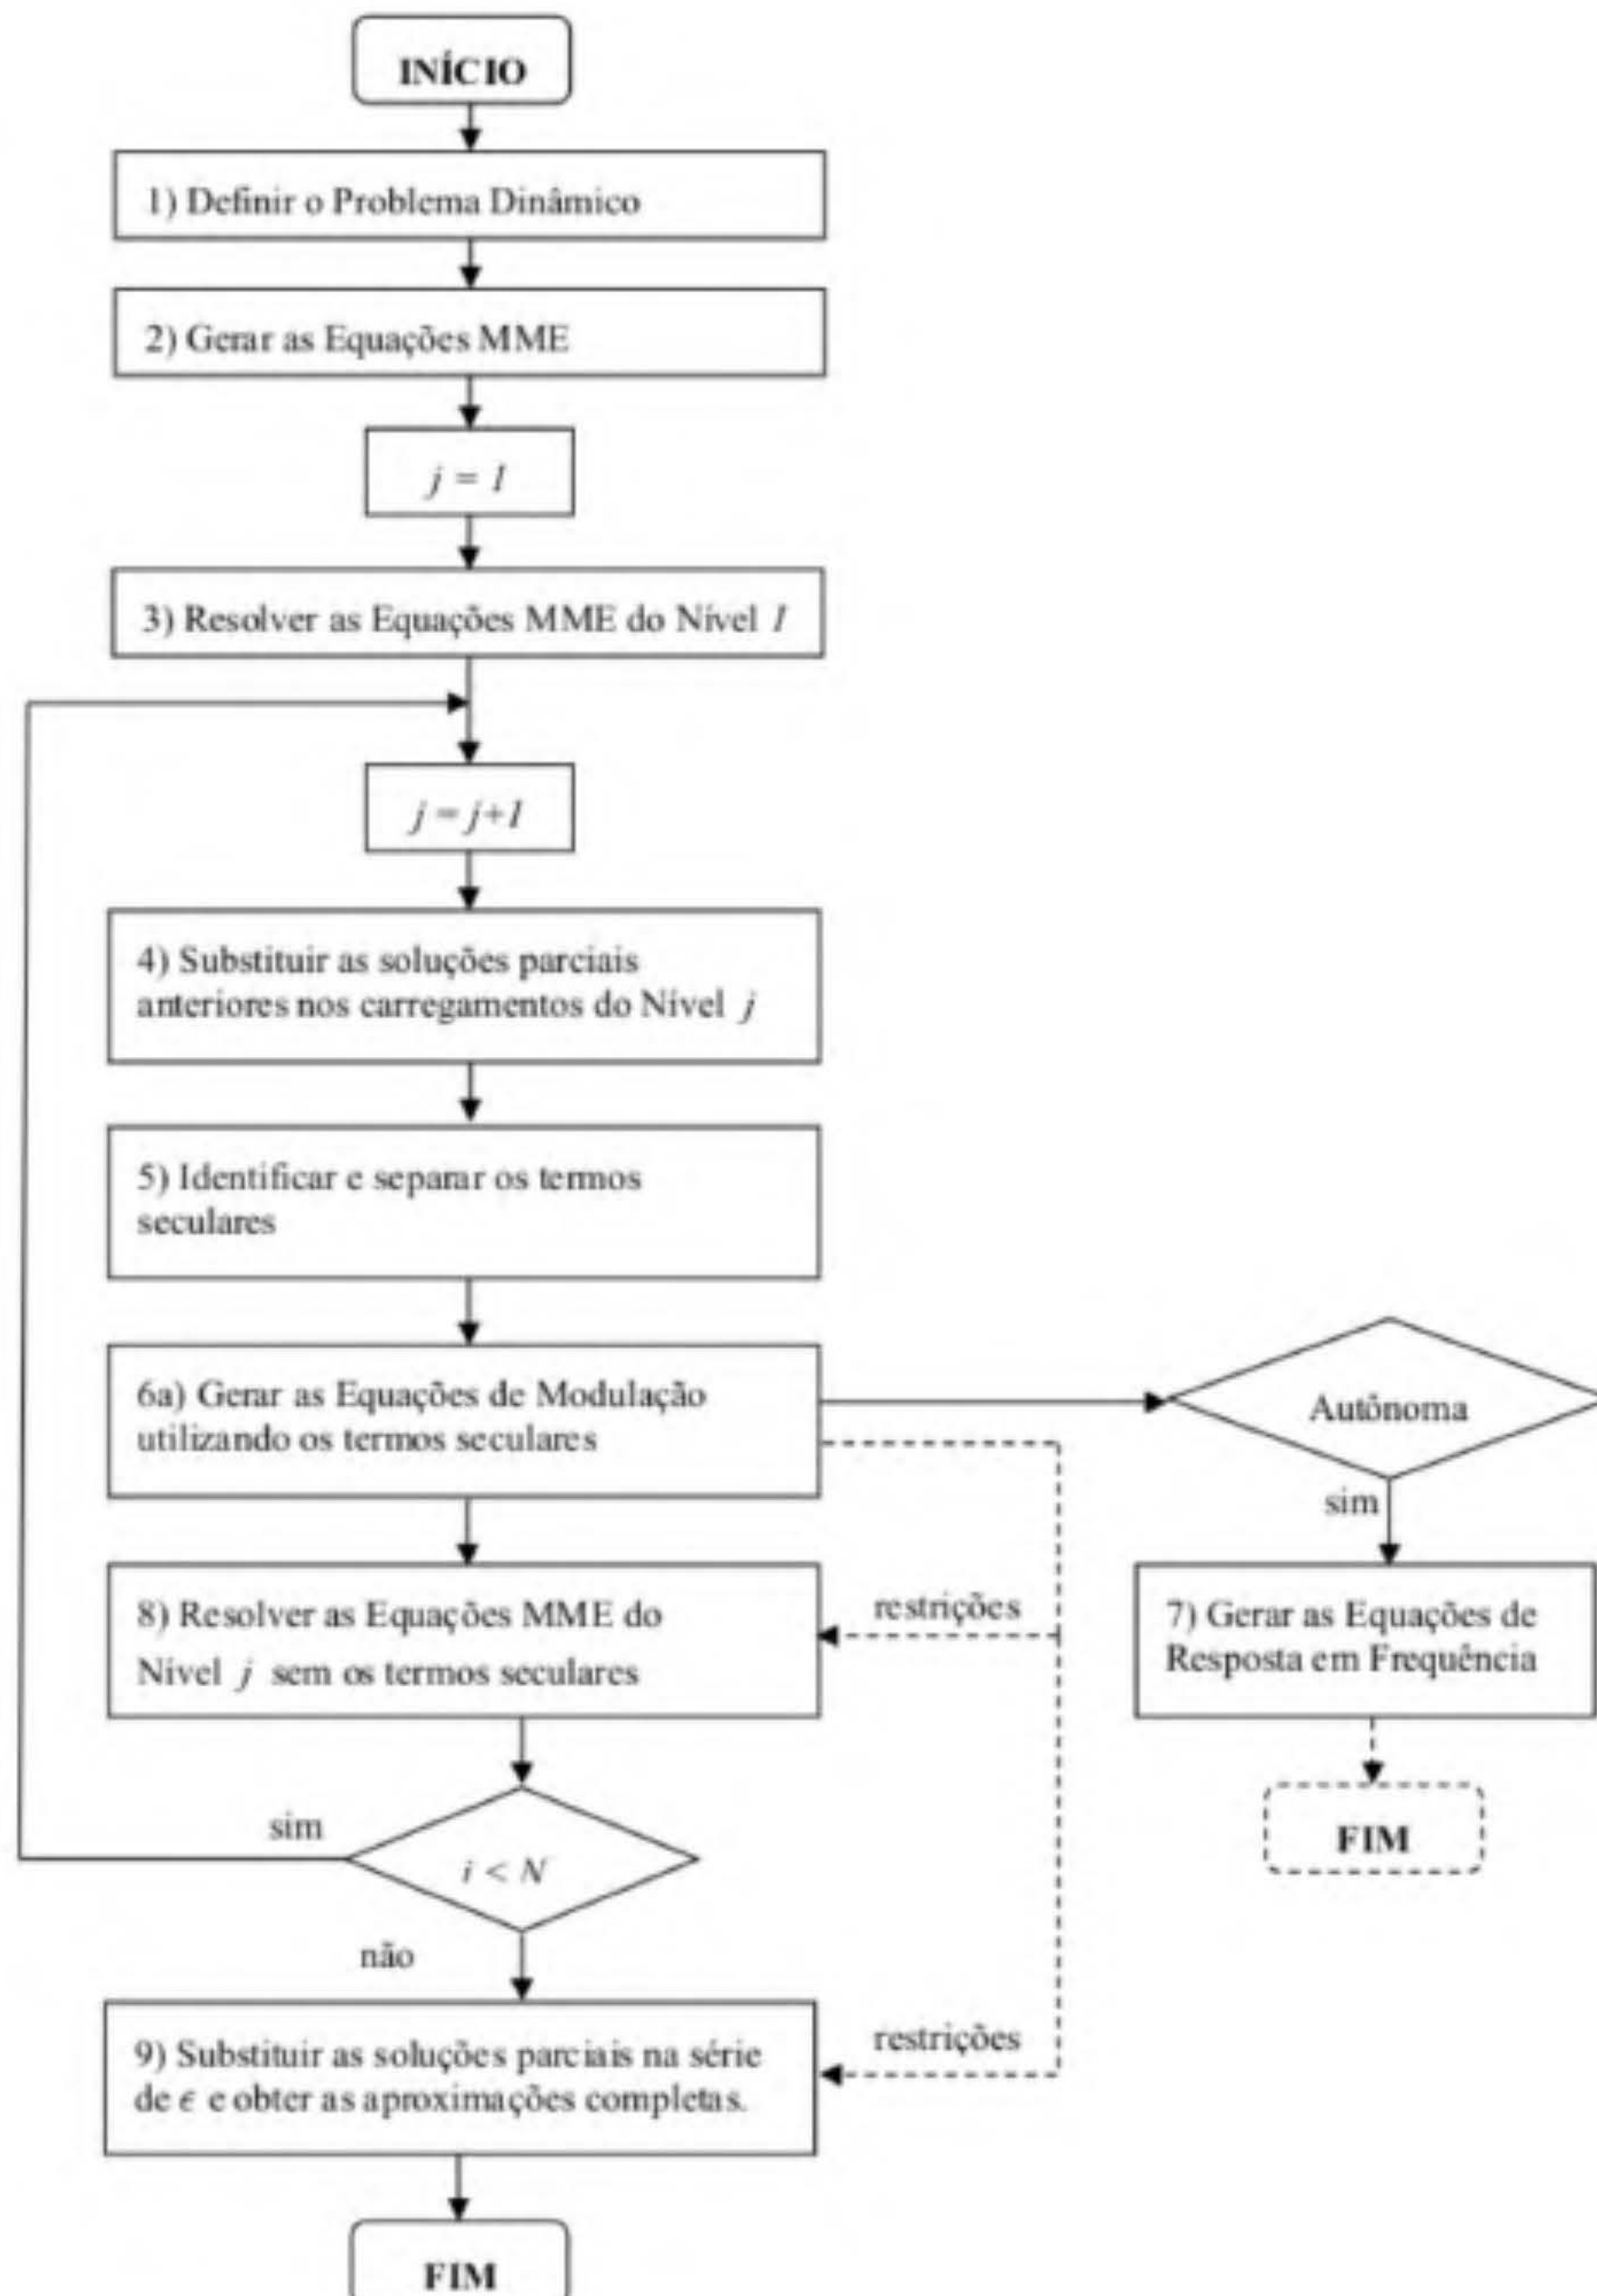 INÍCIO
1) Definir o Problema Dinâmico
2) Gerar as Equações MME
j = 1
3) Resolver as Equações MME do Nível 1
j = j+1
4) Substituir as soluções parciais
anteriores nos carregamentos do Nível j
5) Identificar e separar os termos
seculares
6a) Gerar as Equações de Modulação
utilizando os termos seculares
Autônoma
sim
8) Resolver as Equações MME do
Nível j sem os termos seculares
restrições
7) Gerar as Equações de
Resposta em Frequência
sim
i < N
FIM
não
9) Substituir as soluções parciais na série
de ϵ e obter as aproximações completas.
restrições
FIM